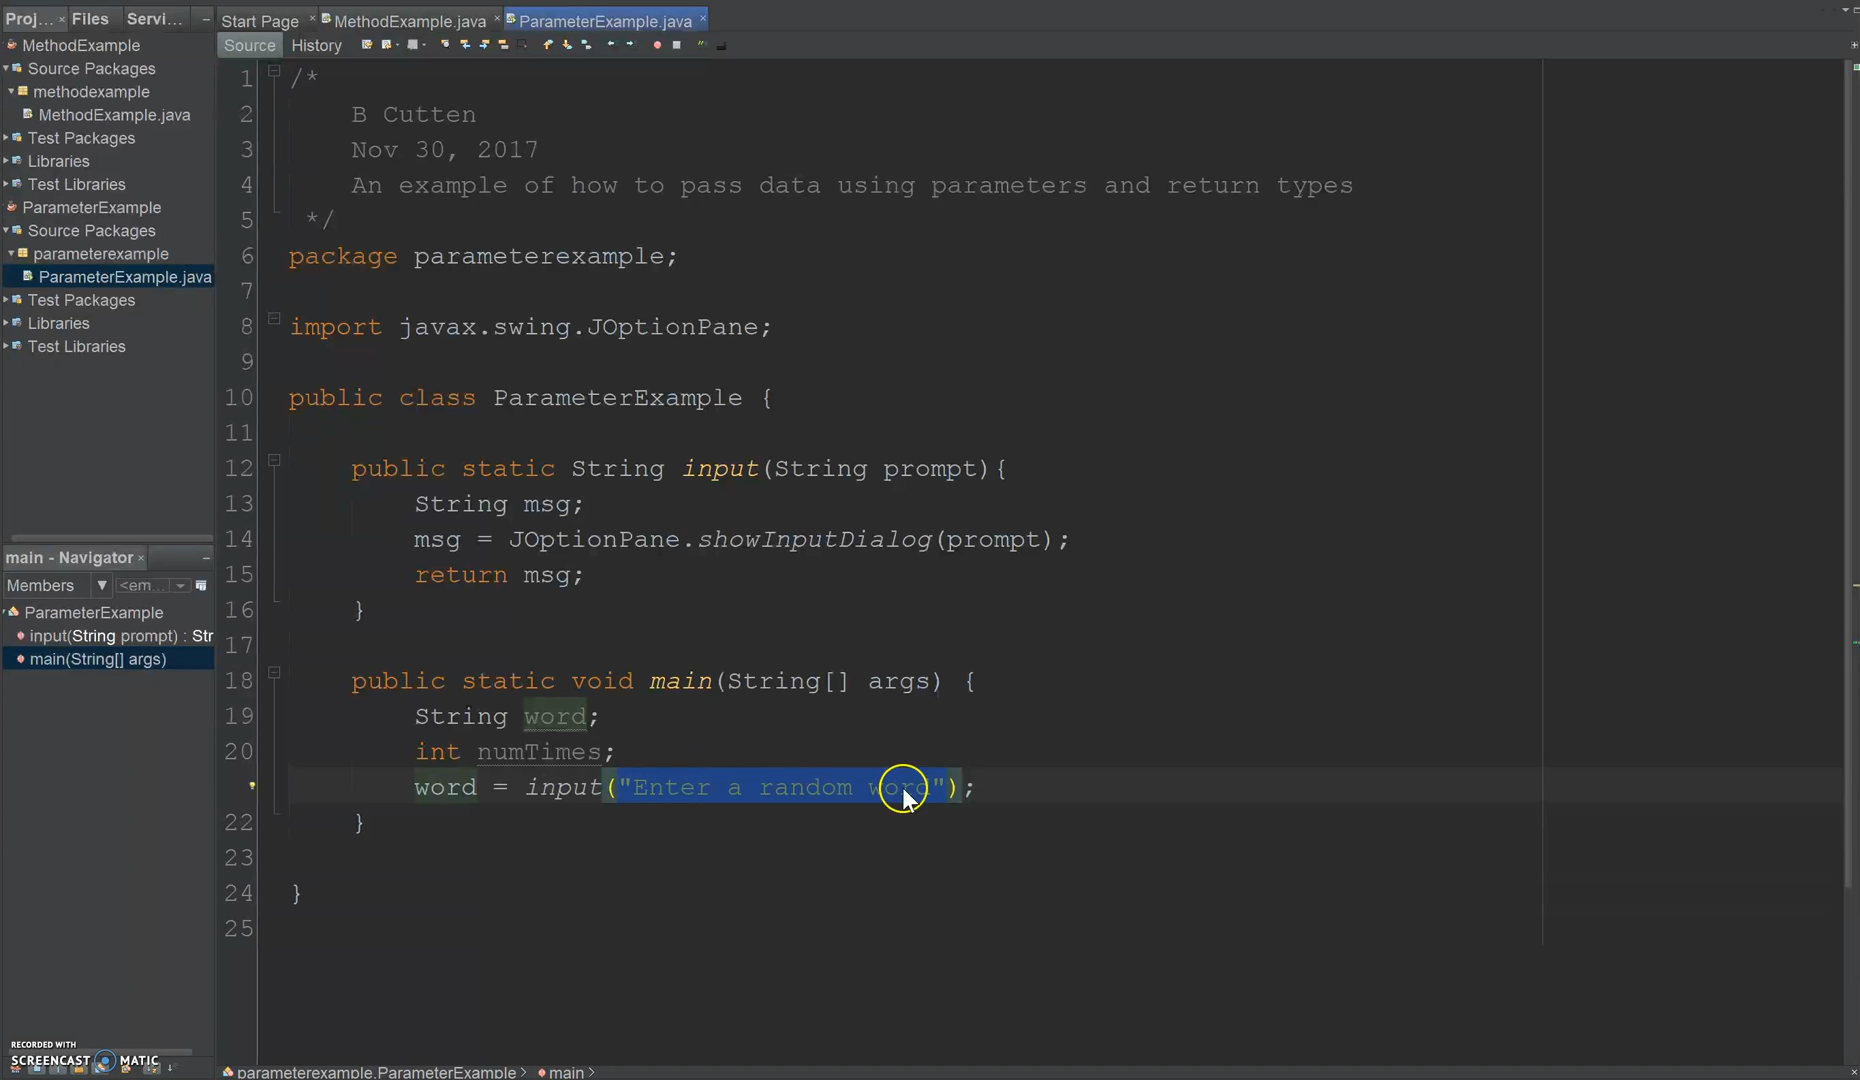 Proj...
Files
Servi...
Start Page
MethodExample.java
ParameterExample.java
MethodExample
Source Packages
methodexample
MethodExample.java
Test Packages
Libraries
Test Libraries
ParameterExample
Source Packages
parameterexample
ParameterExample.java
Test Packages
Libraries
Test Libraries
main - Navigator
Members
<em...
ParameterExample
input(String prompt) : Str
main(String[] args)
RECORDED WITH
SCREENCAST MATIC
Source
History
1 /*
2 B Cutten
3 Nov 30, 2017
4 An example of how to pass data using parameters and return types
5 */
6 package parameterexample;
7
8 import javax.swing.JOptionPane;
9
10 public class ParameterExample {
11
12 public static String input(String prompt){
13 String msg;
14 msg = JOptionPane.showInputDialog(prompt);
15 return msg;
16 }
17
18 public static void main(String[] args) {
19 String word;
20 int numTimes;
word = input("Enter a random word");
22 }
23
24 }
25
parameterexample.ParameterExample > main >